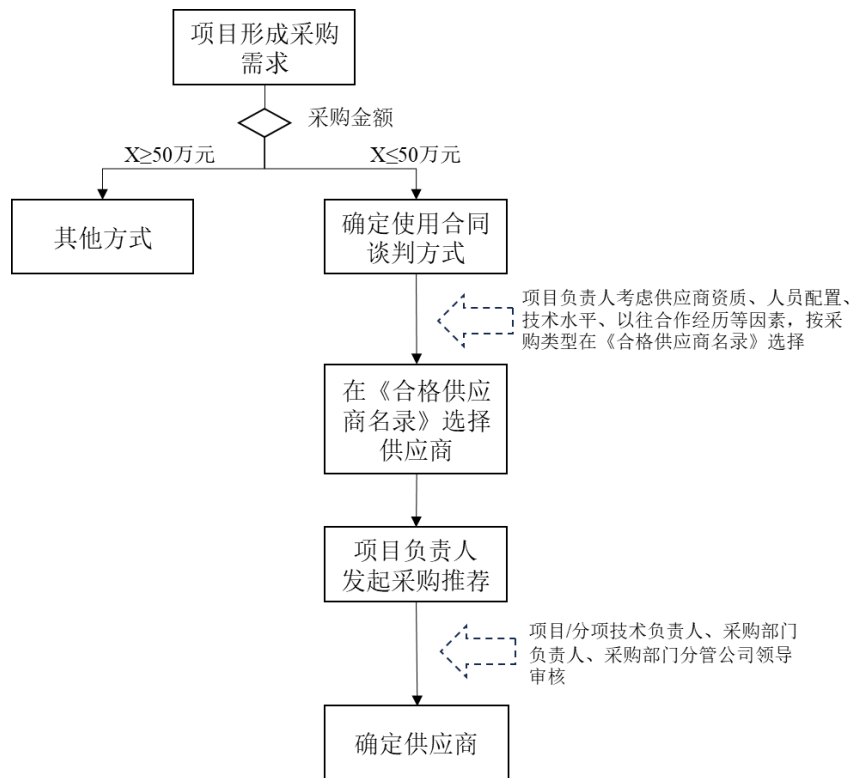 项目形成采购
需求
采购金额
X≥50万元
X≤50万元
其他方式
确定使用合同
谈判方式
项目负责人考虑供应商资质、人员配置、
技术水平、以往合作经历等因素，按采
购类型在《合格供应商名录》选择
在《合格供应
商名录》选择
供应商
项目负责人
发起采购推荐
项目/分项技术负责人、采购部门
负责人、采购部门分管公司领导
审核
确定供应商